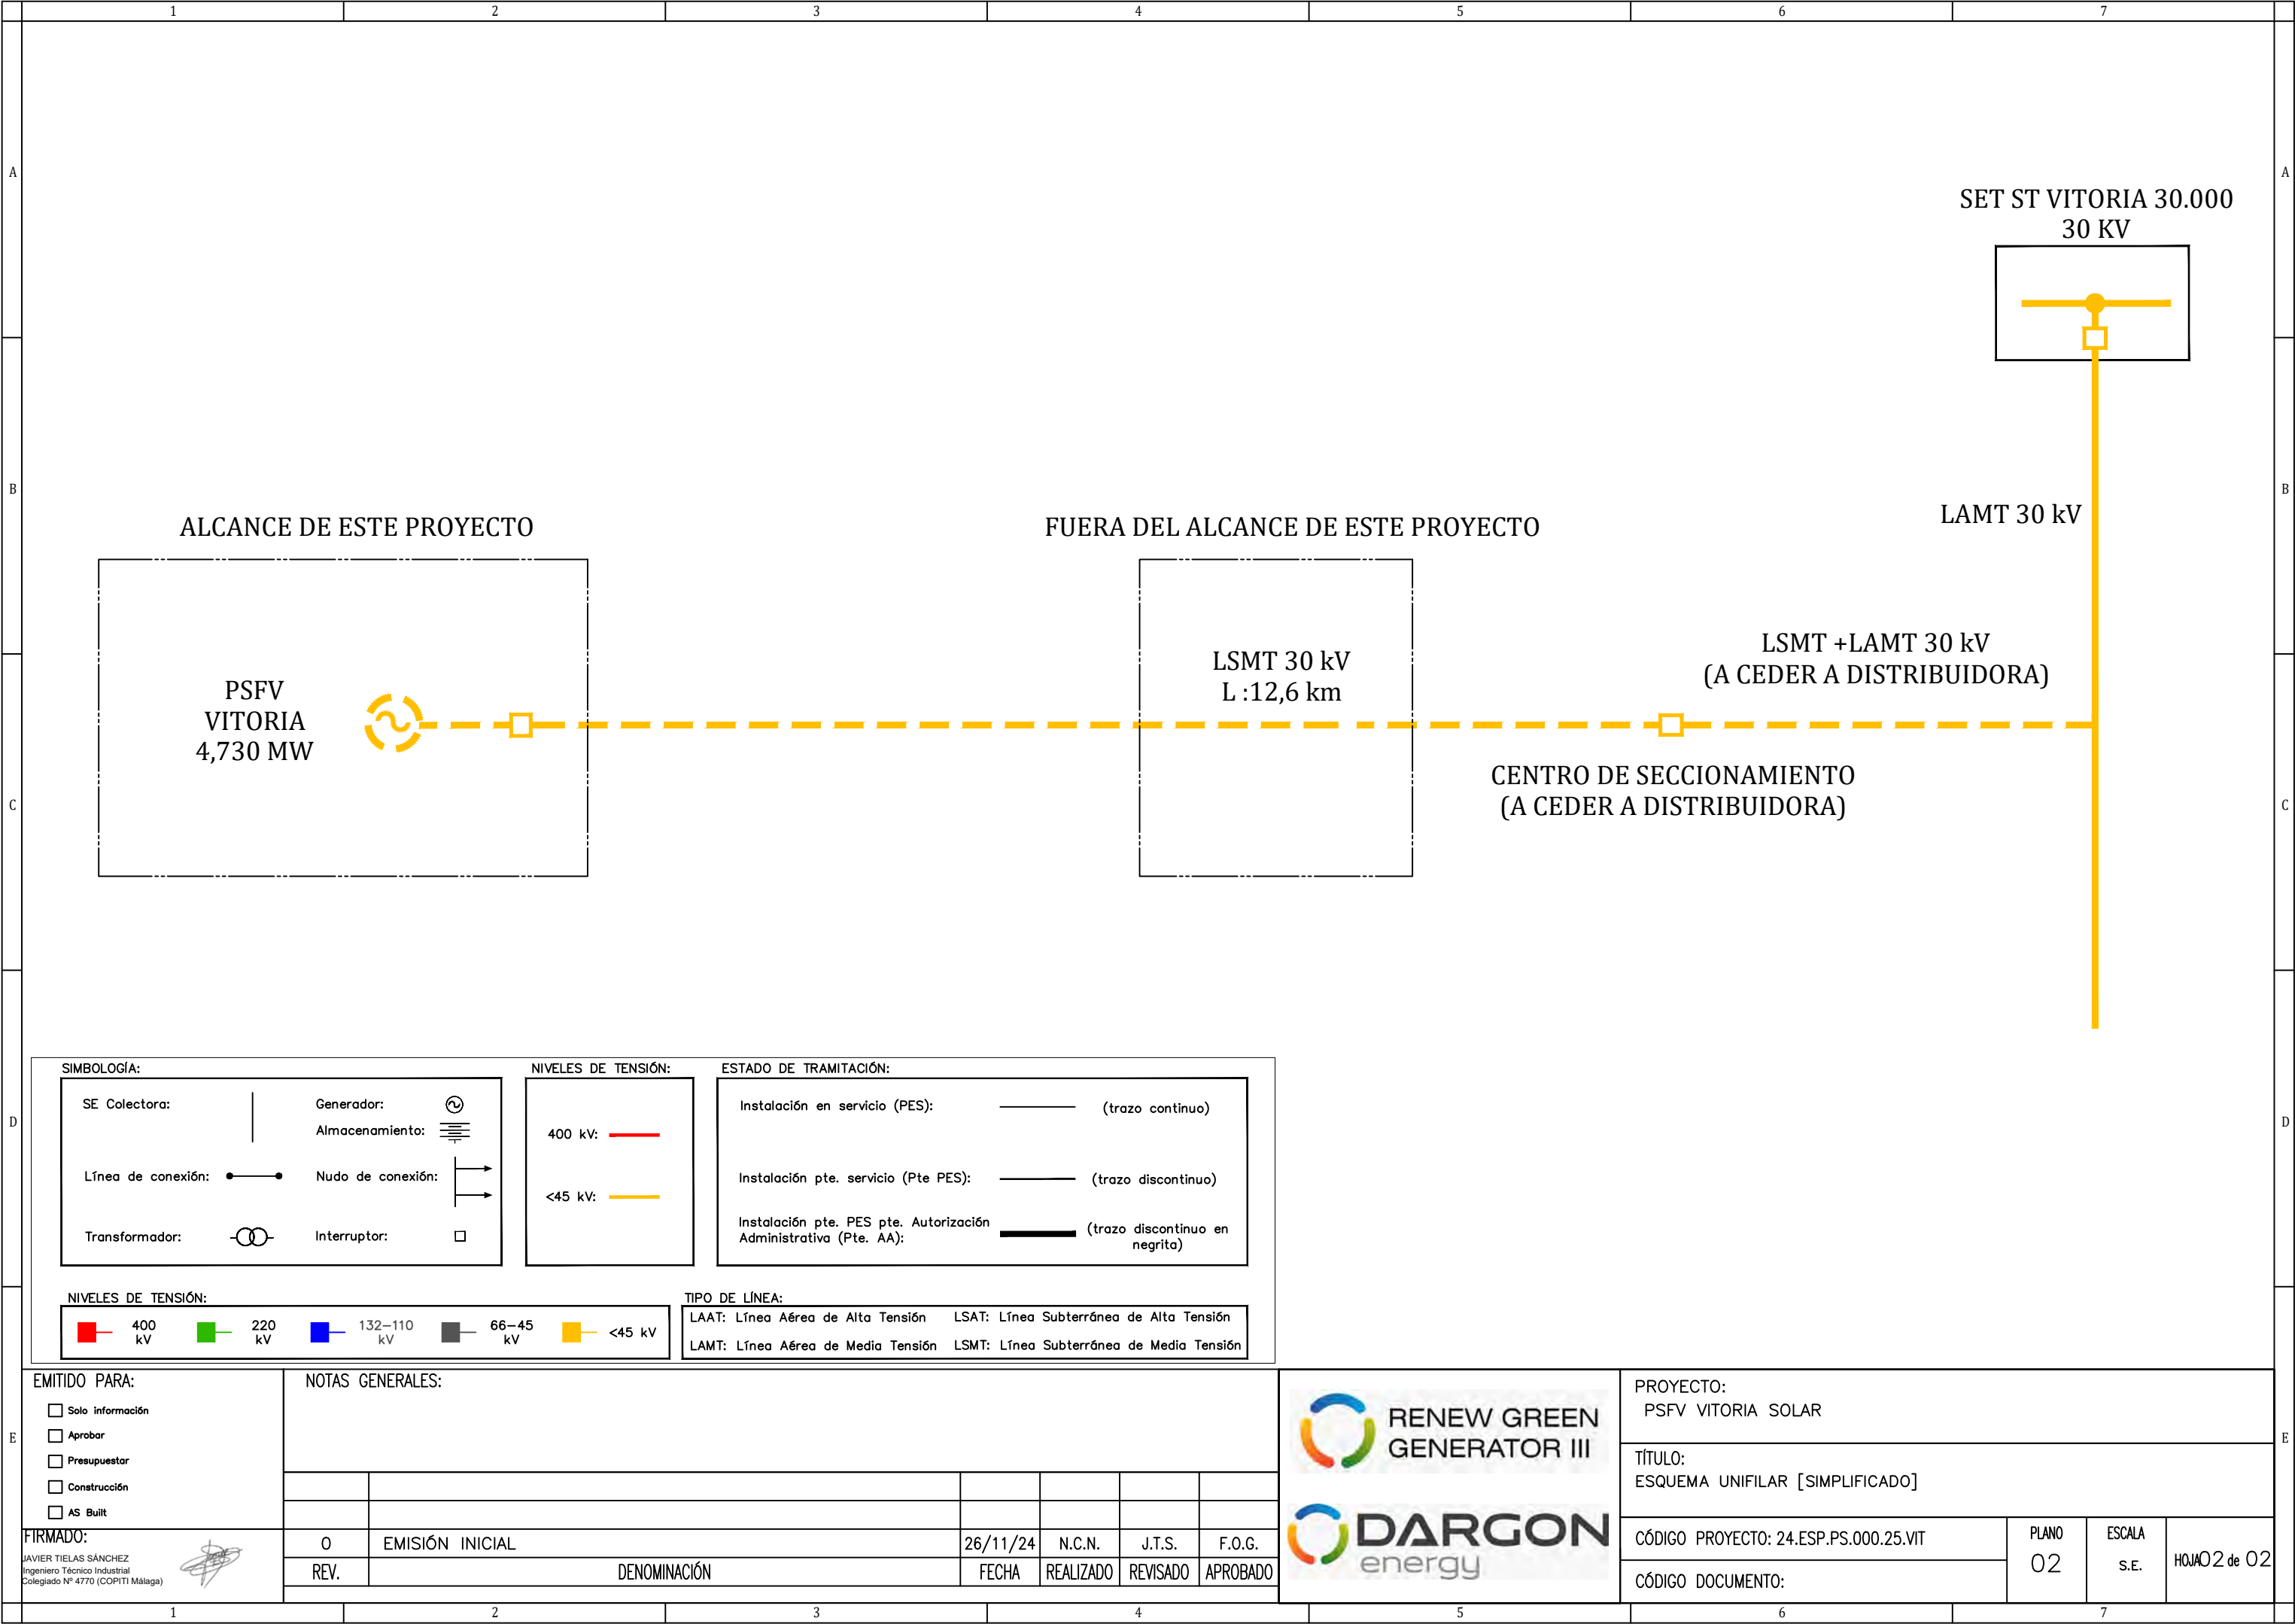 1 2 3 4 5 6 7
A A
SET ST VITORIA 30.000
30 KV
B B
LAMT 30 kV
ALCANCE DE ESTE PROYECTO
FUERA DEL ALCANCE DE ESTE PROYECTO
LSMT 30 kV
L :12,6 km
LSMT +LAMT 30 kV
(A CEDER A DISTRIBUIDORA)
PSFV
VITORIA
4,730 MW
CENTRO DE SECCIONAMIENTO
(A CEDER A DISTRIBUIDORA)
C C
SIMBOLOGÍA:
SE Colectora:
Generador:
Almacenamiento:
Línea de conexión:
Nudo de conexión:
Transformador:
Interruptor:
NIVELES DE TENSIÓN:
400 kV:
<45 kV:
ESTADO DE TRAMITACIÓN:
Instalación en servicio (PES):
(trazo continuo)
Instalación pte. servicio (Pte PES):
(trazo discontinuo)
Instalación pte. PES pte. Autorización
Administrativa (Pte. AA):
(trazo discontinuo en
negrita)
D D
NIVELES DE TENSIÓN:
400
kV
220
kV
132-110
kV
66-45
kV
<45 kV
TIPO DE LÍNEA:
LAAT: Línea Aérea de Alta Tensión LSAT: Línea Subterránea de Alta Tensión
LAMT: Línea Aérea de Media Tensión LSMT: Línea Subterránea de Media Tensión
EMITIDO PARA:
Solo información
Aprobar
Presupuestar
Construcción
AS Built
E E
FIRMADO:
JAVIER TIELAS SÁNCHEZ
Ingeniero Técnico Industrial
Colegiado Nº 4770 (COPITI Málaga)
NOTAS GENERALES:
0 EMISIÓN INICIAL 26/11/24 N.C.N. J.T.S. F.O.G.
REV. DENOMINACIÓN FECHA REALIZADO REVISADO APROBADO
RENEW GREEN
GENERATOR III
DARGON
energy
PROYECTO:
PSFV VITORIA SOLAR
TÍTULO:
ESQUEMA UNIFILAR [SIMPLIFICADO]
CÓDIGO PROYECTO: 24.ESP.PS.000.25.VIT
CÓDIGO DOCUMENTO:
PLANO
02
ESCALA
S.E.
HOJA 02 de 02
1 2 3 4 5 6 7